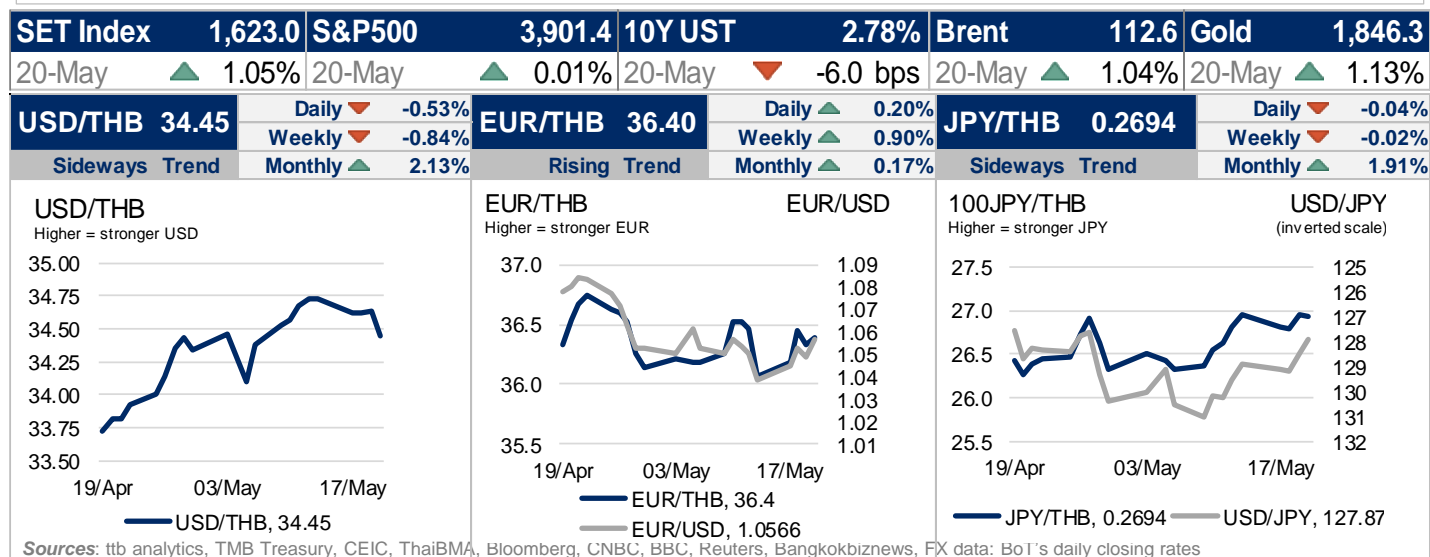 SET Index 1,623.0 S&P500 3,901.4 10Y UST 2.78% Brent 112.6 Gold 1,846.3
20-May 1.05% 20-May 0.01% 20-May -6.0 bps 20-May 1.04% 20-May 1.13%
USD/THB 34.45
Daily -0.53%
Weekly -0.84%
Sideways Trend Monthly 2.13%
EUR/THB 36.40
Daily 0.20%
Weekly 0.90%
Rising Trend Monthly 0.17%
JPY/THB 0.2694
Daily -0.04%
Weekly -0.02%
Sideways Trend Monthly 1.91%
USD/THB
Higher = stronger USD
35.00
34.75
34.50
34.25
34.00
33.75
33.50
19/Apr 03/May 17/May
USD/THB, 34.45
EUR/THB EUR/USD
Higher = stronger EUR
37.0
36.5
36.0
35.5
1.09
1.08
1.07
1.06
1.05
1.04
1.03
1.02
1.01
19/Apr 03/May 17/May
EUR/THB, 36.4
EUR/USD, 1.0566
100JPY/THB USD/JPY
Higher = stronger JPY (inverted scale)
27.5
27.0
26.5
26.0
25.5
125
126
127
128
129
130
131
132
19/Apr 03/May 17/May
JPY/THB, 0.2694 USD/JPY, 127.87
Sources: ttb analytics, TMB Treasury, CEIC, ThaiBMA, Bloomberg, CNBC, BBC, Reuters, Bangkokbiznews, FX data: BoT's daily closing rates